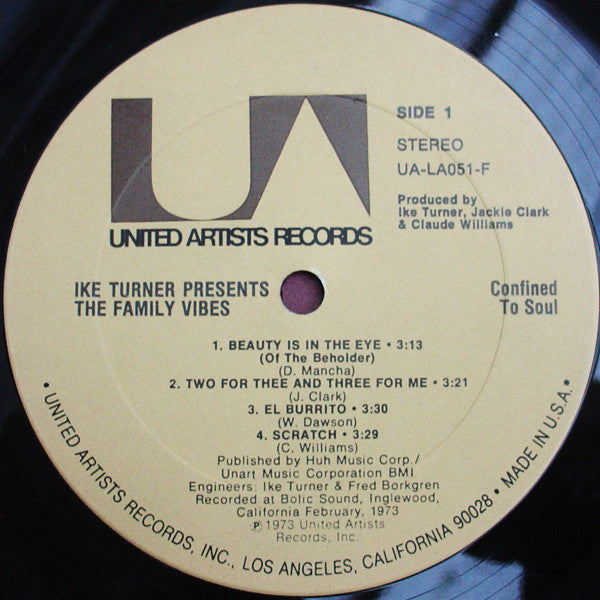 UA
SIDE 1
STEREO
UA-LA051-F
Produced by
Ike Turner, Jackie Clark
& Claude Williams
UNITED ARTISTS RECORDS
IKE TURNER PRESENTS
THE FAMILY VIBES
Confined
To Soul
1. BEAUTY IS IN THE EYE • 3:13
(Of The Beholder)
(D. Mancha)
2. TWO FOR THEE AND THREE FOR ME • 3:21
(J. Clark)
3. EL BURRITO • 3:30
(W. Dawson)
4. SCRATCH • 3:29
(C. Williams)
Published by Huh Music Corp./
Unart Music Corporation BMI
Engineers: Ike Turner & Fred Borkgren
Recorded at Bolic Sound, Inglewood,
California February, 1973
℗ 1973 United Artists
Records, Inc.
• UNITED ARTISTS RECORDS, INC., LOS ANGELES, CALIFORNIA 90028 • MADE IN U.S.A. •